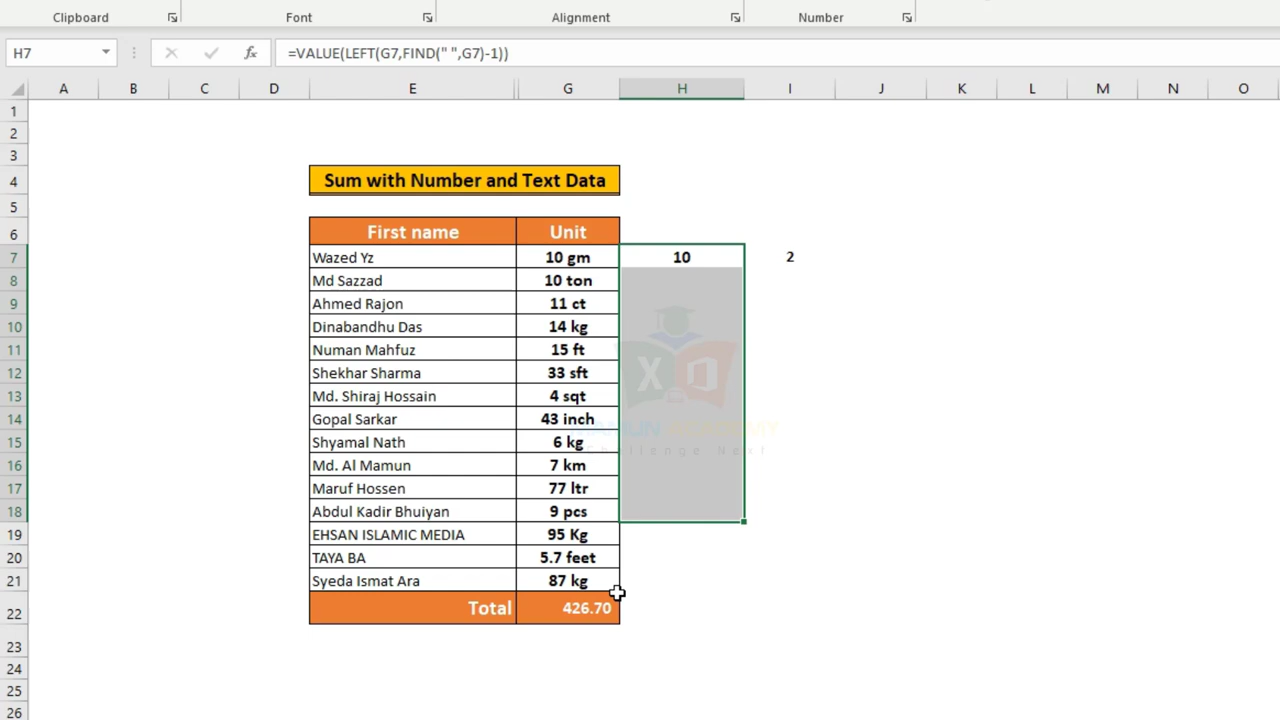 Clipboard Font Alignment Number
H7 fx =VALUE(LEFT(G7,FIND(" ",G7)-1))
A B C D E G H I J K L M N O
1
2
3
4 Sum with Number and Text Data
5
6 First name Unit
7 Wazed Yz 10 gm 10 2
8 Md Sazzad 10 ton
9 Ahmed Rajon 11 ct
10 Dinabandhu Das 14 kg
11 Numan Mahfuz 15 ft
12 Shekhar Sharma 33 sft
13 Md. Shiraj Hossain 4 sqt
14 Gopal Sarkar 43 inch
15 Shyamal Nath 6 kg
16 Md. Al Mamun 7 km
17 Maruf Hossen 77 ltr
18 Abdul Kadir Bhuiyan 9 pcs
19 EHSAN ISLAMIC MEDIA 95 Kg
20 TAYA BA 5.7 feet
21 Syeda Ismat Ara 87 kg
22 Total 426.70
23
24
25
26
X
MAMUN ACADEMY
Challenge Next